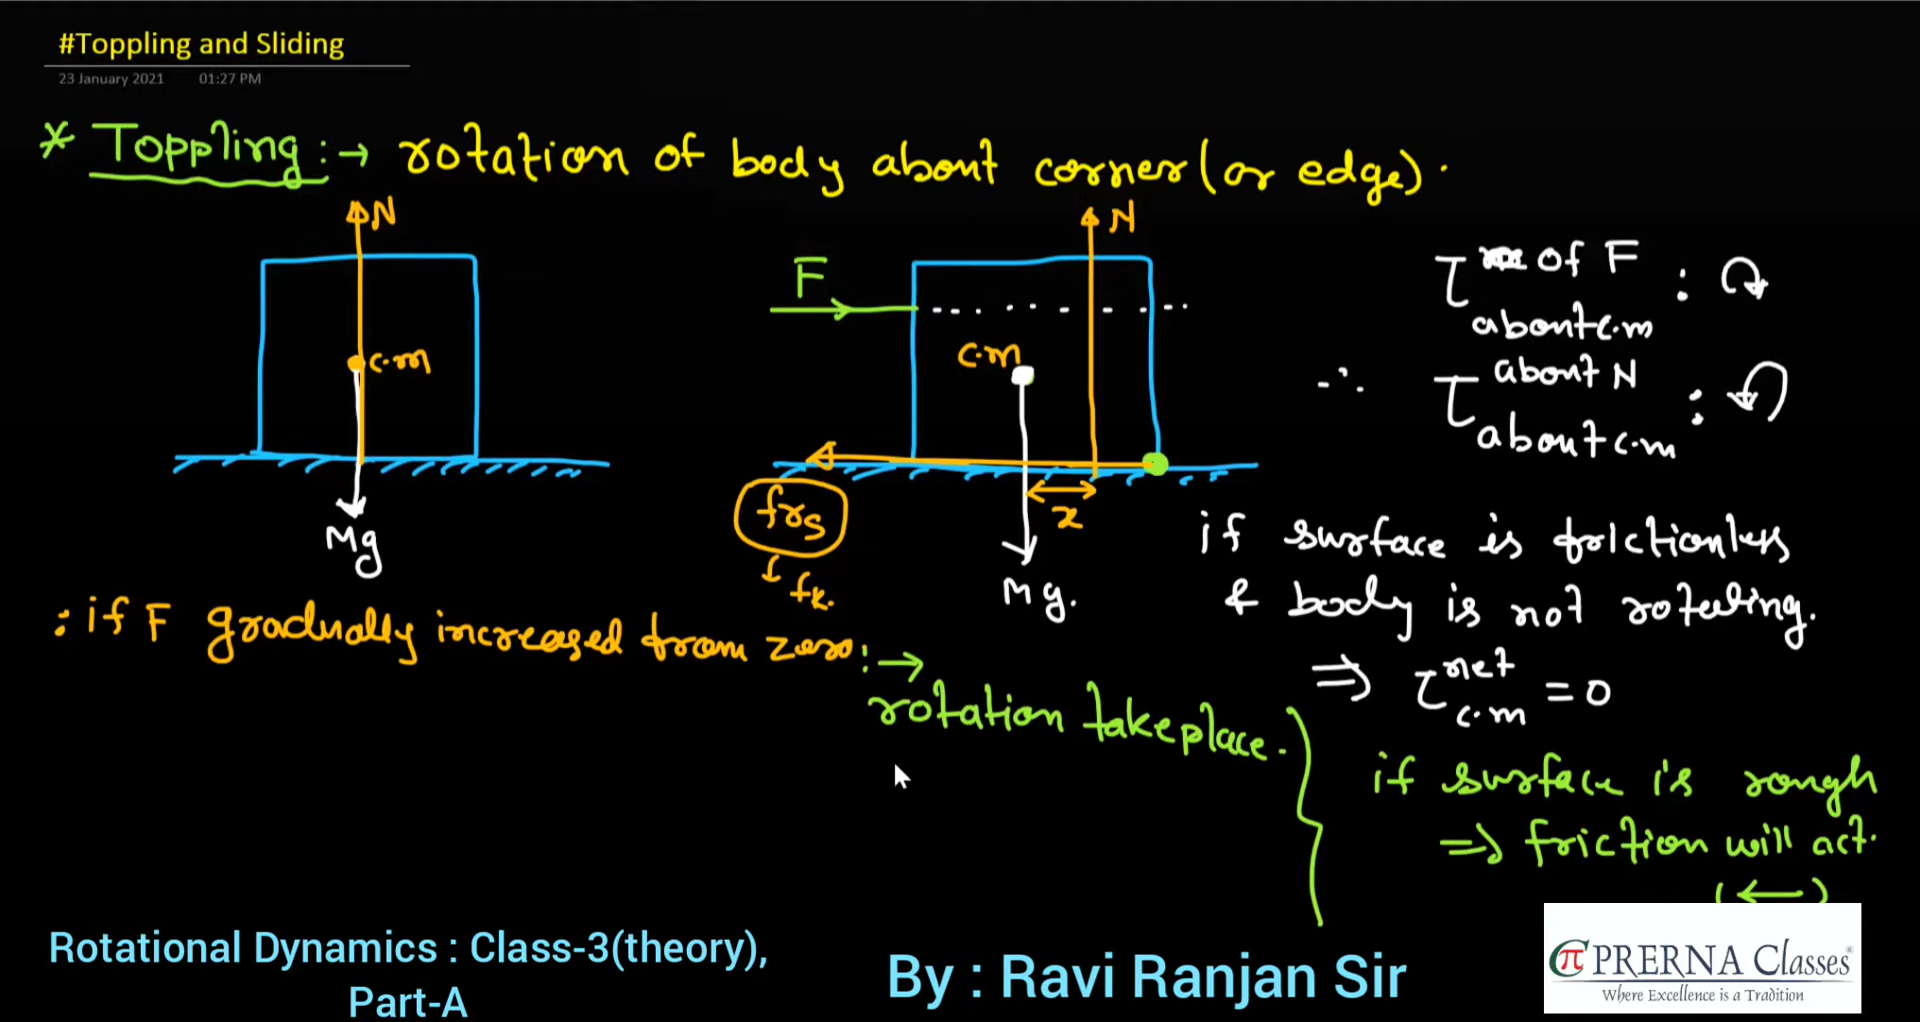 #Toppling and Sliding
23 January 2021 01:27 PM
* Toppling :→ rotation of body about corner (or edge).
N
c.m
Mg
N
F
c.m
frs
↓ fk.
x
Mg.
τ of F about c.m : ↻
∴ τ about N about c.m : ↺
if surface is frictionless
& body is not rotating.
⇒ τ net c.m = 0
: if F gradually increased from zero :→
rotation take place.
if surface is rough
⇒ friction will act.
(←)
Rotational Dynamics : Class-3(theory),
Part-A
By : Ravi Ranjan Sir
π PRERNA Classes®
Where Excellence is a Tradition